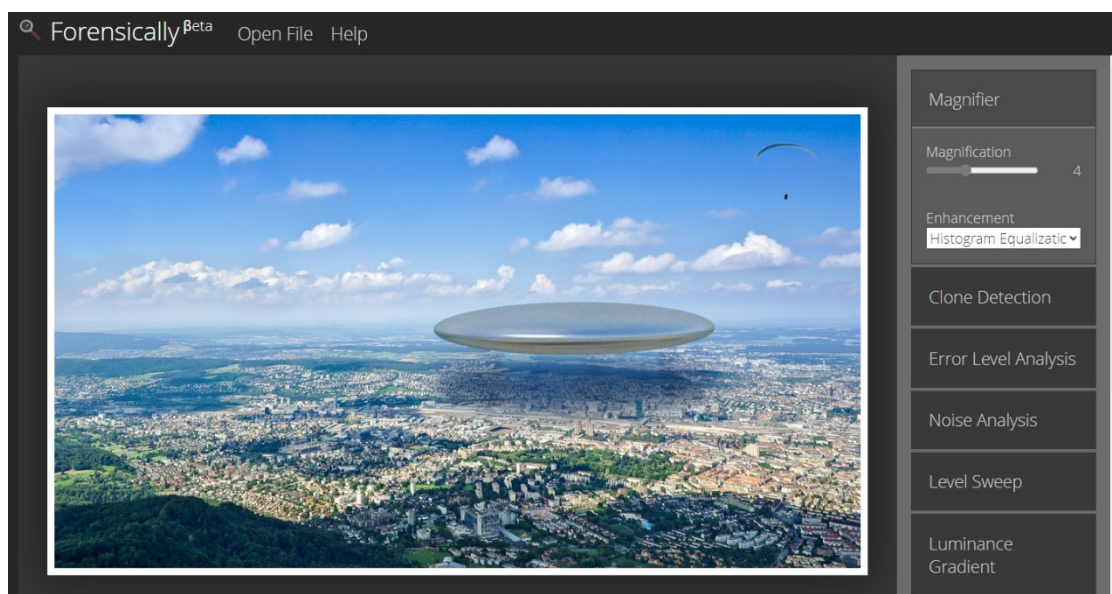 Forensically βeta Open File Help
Magnifier
Magnification
4
Enhancement
Histogram Equalizatic
Clone Detection
Error Level Analysis
Noise Analysis
Level Sweep
Luminance
Gradient